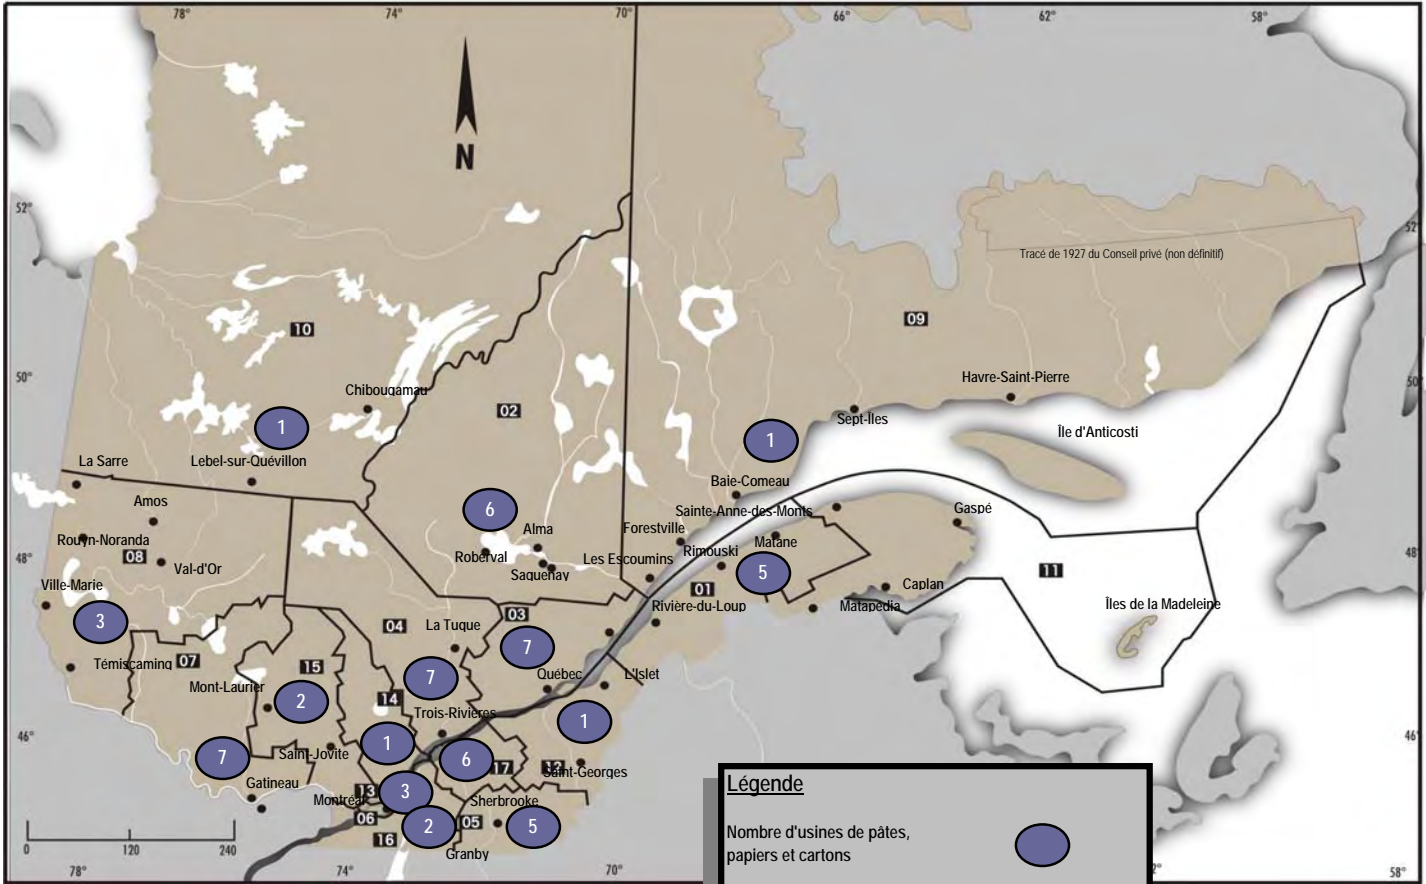 78° 74° 70° 66° 62° 58°
N
52° 52°
Tracé de 1927 du Conseil privé (non définitif)
10
09
50° 50°
Havre-Saint-Pierre
Chibougamau
02
Sept-Îles
1
1
Île d'Anticosti
La Sarre
Lebel-sur-Quévillon
Baie-Comeau
Amos
6
Sainte-Anne-des-Monts
Gaspé
Alma
Forestville
Rouyn-Noranda
Matane
48° 48°
08
Roberval
Rimouski
Val-d'Or
Saguenay
Les Escoumins
5
11
Ville-Marie
01
Caplan
Rivière-du-Loup
Matapédia
Îles de la Madeleine
3
03
04
La Tuque
7
Témiscaming
07
15
Québec
L'Islet
Mont-Laurier
7
14
2
Trois-Rivières
1
46° 46°
1
Saint-Jovite
7
6
17
12
Saint-Georges
Gatineau
13
3
Montréal
Sherbrooke
06
2
05
5
16
Granby
0 120 240
78° 74° 70° 58°
Légende
Nombre d'usines de pâtes,
papiers et cartons